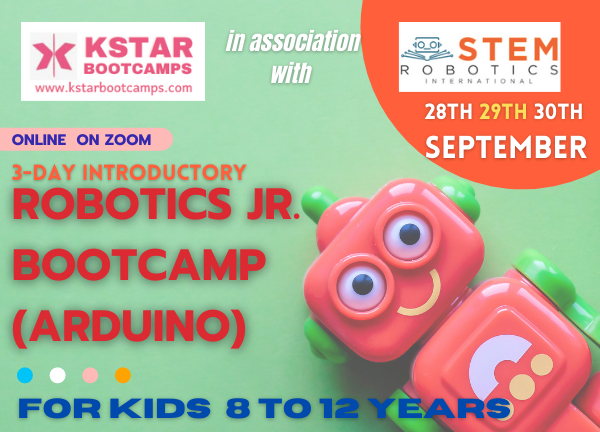 KSTAR
BOOTCAMPS
www.kstarbootcamps.com
in association
with
STEM
ROBOTICS
INTERNATIONAL
28TH 29TH 30TH
SEPTEMBER
ONLINE ON ZOOM
3-DAY INTRODUCTORY
ROBOTICS JR.
BOOTCAMP
(ARDUINO)
FOR KIDS 8 TO 12 YEARS